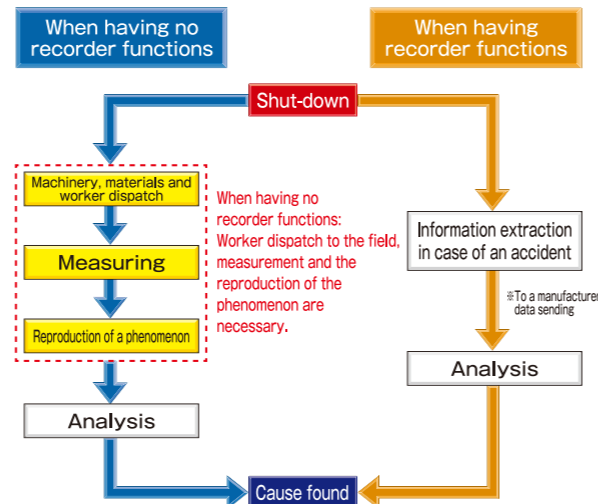 When having no
recorder functions
When having
recorder functions
Shut-down
Machinery, materials and
worker dispatch
Measuring
Reproduction of a phenomenon
When having no
recorder functions:
Worker dispatch to the field,
measurement and the
reproduction of the
phenomenon are
necessary.
Analysis
Information extraction
in case of an accident
※To a manufacturer
data sending
Analysis
Cause found